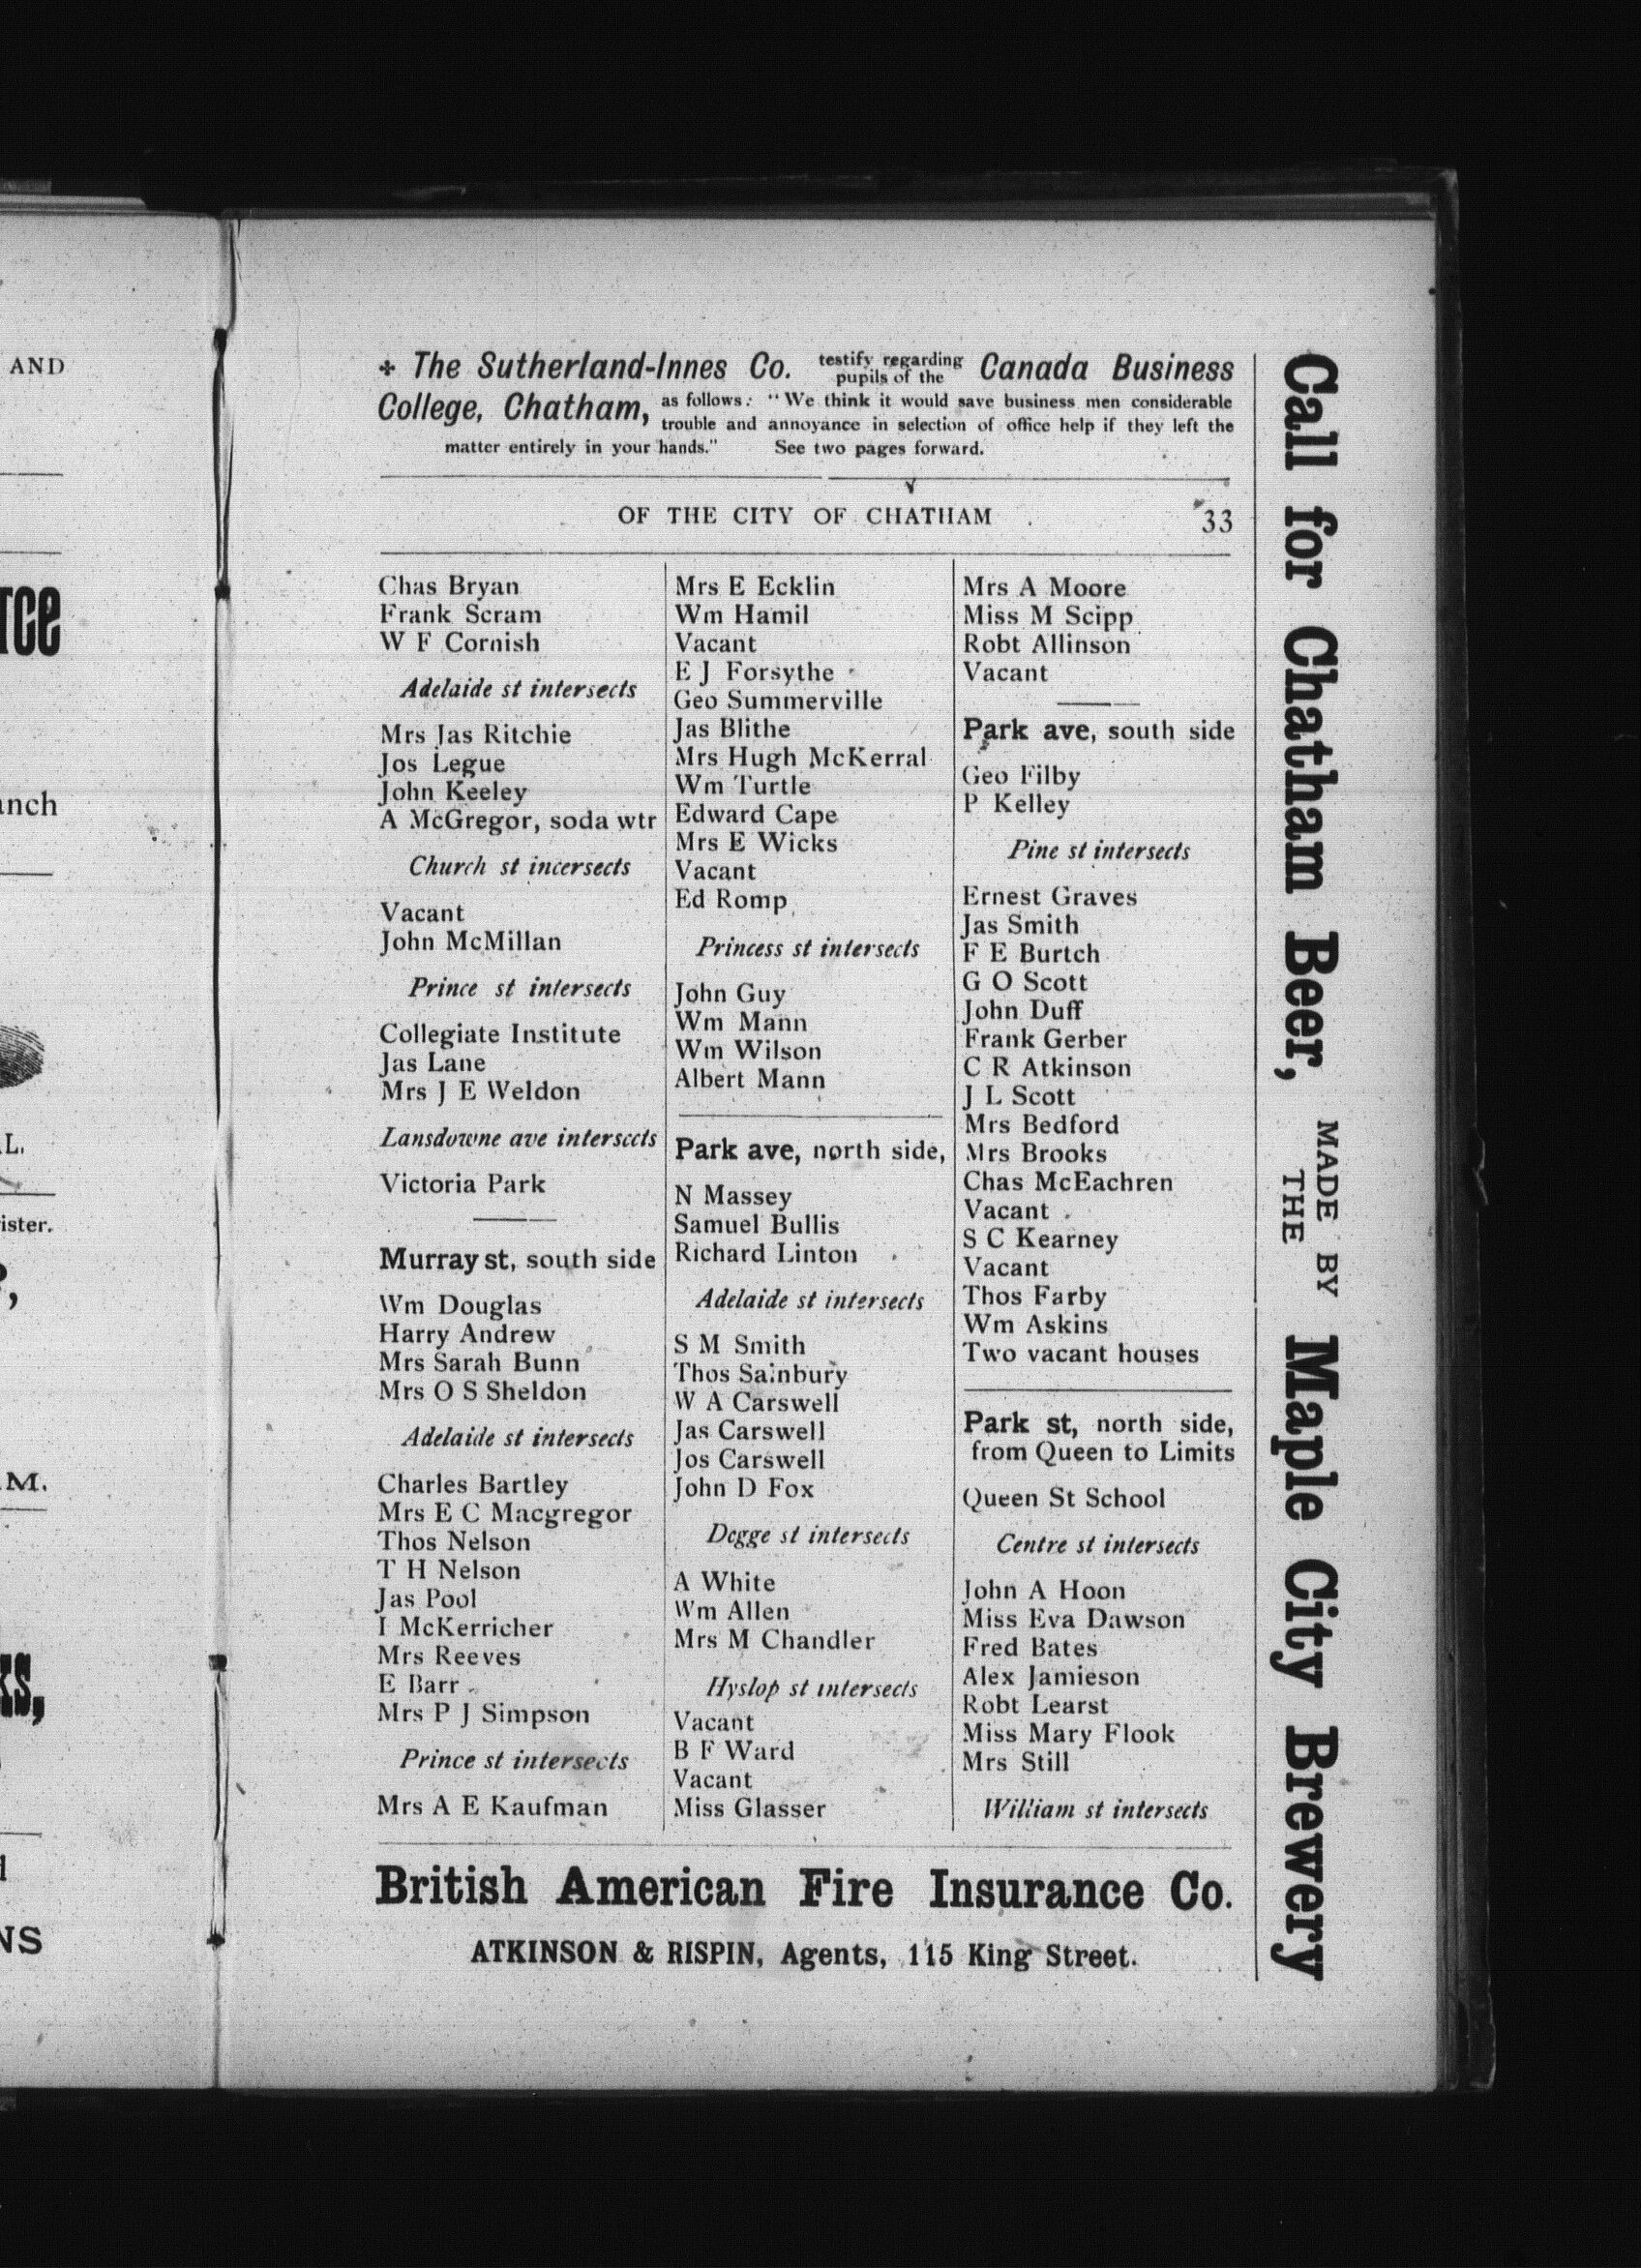 AND
rce
anch
L.
ister.
M.
ks,
NS
✣ The Sutherland-Innes Co. testify regarding pupils of the Canada Business
College, Chatham, as follows: "We think it would save business men considerable
trouble and annoyance in selection of office help if they left the
matter entirely in your hands." See two pages forward.
OF THE CITY OF CHATHAM 33
Chas Bryan
Frank Scram
W F Cornish
Adelaide st intersects
Mrs Jas Ritchie
Jos Legue
John Keeley
A McGregor, soda wtr
Church st incersects
Vacant
John McMillan
Prince st intersects
Collegiate Institute
Jas Lane
Mrs J E Weldon
Lansdowne ave intersccts
Victoria Park
Murray st, south side
Wm Douglas
Harry Andrew
Mrs Sarah Bunn
Mrs O S Sheldon
Adelaide st intersects
Charles Bartley
Mrs E C Macgregor
Thos Nelson
T H Nelson
Jas Pool
I McKerricher
Mrs Reeves
E Barr
Mrs P J Simpson
Prince st intersects
Mrs A E Kaufman
Mrs E Ecklin
Wm Hamil
Vacant
E J Forsythe
Geo Summerville
Jas Blithe
Mrs Hugh McKerral
Wm Turtle
Edward Cape
Mrs E Wicks
Vacant
Ed Romp
Princess st intersects
John Guy
Wm Mann
Wm Wilson
Albert Mann
Park ave, north side,
N Massey
Samuel Bullis
Richard Linton
Adelaide st intersects
S M Smith
Thos Sainbury
W A Carswell
Jas Carswell
Jos Carswell
John D Fox
Degge st intersects
A White
Wm Allen
Mrs M Chandler
Hyslop st intersects
Vacant
B F Ward
Vacant
Miss Glasser
Mrs A Moore
Miss M Scipp
Robt Allinson
Vacant
Park ave, south side
Geo Filby
P Kelley
Pine st intersects
Ernest Graves
Jas Smith
F E Burtch
G O Scott
John Duff
Frank Gerber
C R Atkinson
J L Scott
Mrs Bedford
Mrs Brooks
Chas McEachren
Vacant
S C Kearney
Vacant
Thos Farby
Wm Askins
Two vacant houses
Park st, north side,
from Queen to Limits
Queen St School
Centre st intersects
John A Hoon
Miss Eva Dawson
Fred Bates
Alex Jamieson
Robt Learst
Miss Mary Flook
Mrs Still
William st intersects
British American Fire Insurance Co.
ATKINSON & RISPIN, Agents, 115 King Street.
Call for Chatham Beer, MADE BY THE Maple City Brewery